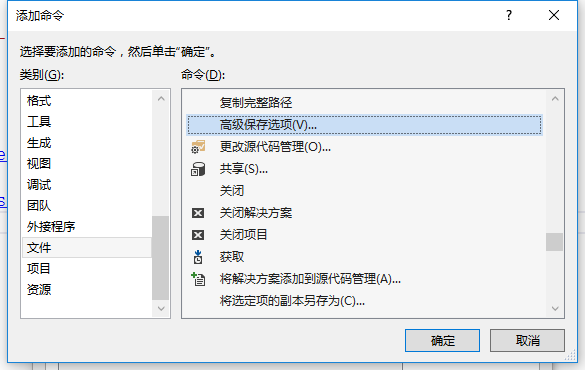 添加命令
选择要添加的命令，然后单击“确定”。
类别(G):
命令(D):
格式
工具
生成
视图
调试
团队
外接程序
文件
项目
资源
复制完整路径
高级保存选项(V)...
更改源代码管理(O)...
共享(S)...
关闭
关闭解决方案
关闭项目
获取
将解决方案添加到源代码管理(A)...
将选定项的副本另存为(C)...
确定
取消